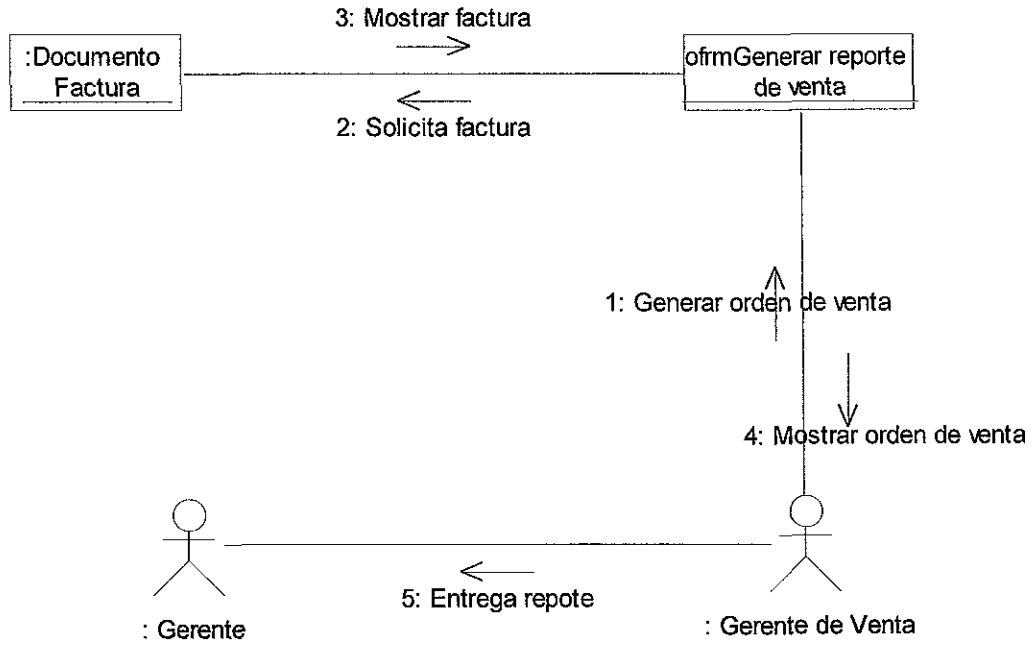 3: Mostrar factura
:Documento
Factura
ofrmGenerar reporte
de venta
2: Solicita factura
1: Generar orden de venta
4: Mostrar orden de venta
5: Entrega repote
: Gerente
: Gerente de Venta